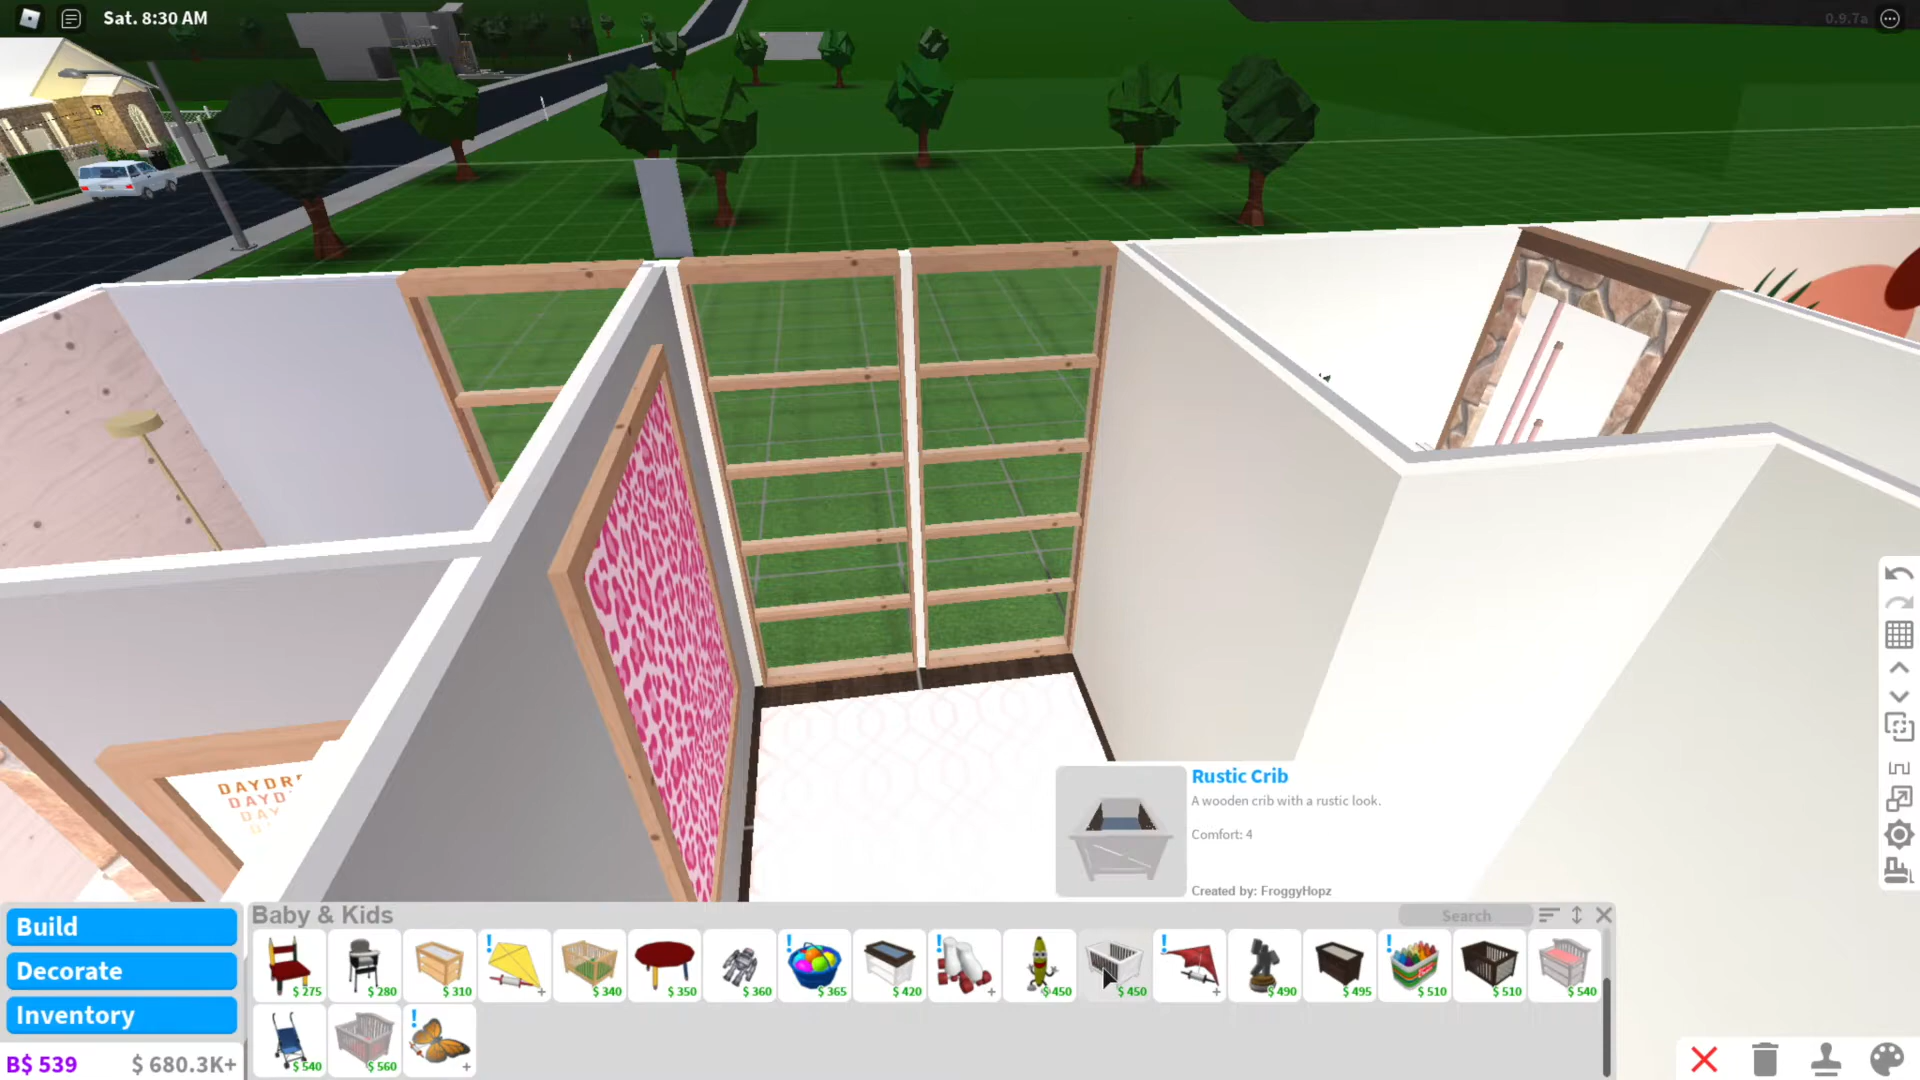 Sat. 8:30 AM
0.9.7a
DAYDR
DAYD
DAY
Rustic Crib
A wooden crib with a rustic look.
Comfort: 4
Created by: FroggyHopz
Build
Decorate
Inventory
B$ 539
$ 680.3K+
Baby & Kids
Search
$ 275
$ 280
$ 310
$ 340
$ 350
$ 360
$ 365
$ 420
$ 450
$ 450
$ 490
$ 495
$ 510
$ 510
$ 540
$ 540
$ 560